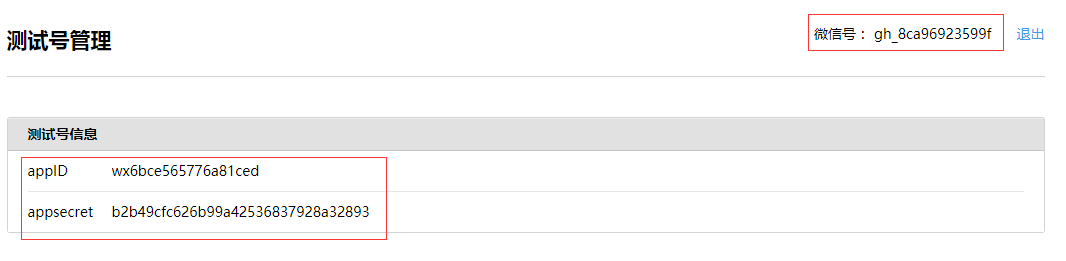 测试号管理
微信号： gh_8ca96923599f 退出
测试号信息
appID wx6bce565776a81ced
appsecret b2b49cfc626b99a42536837928a32893